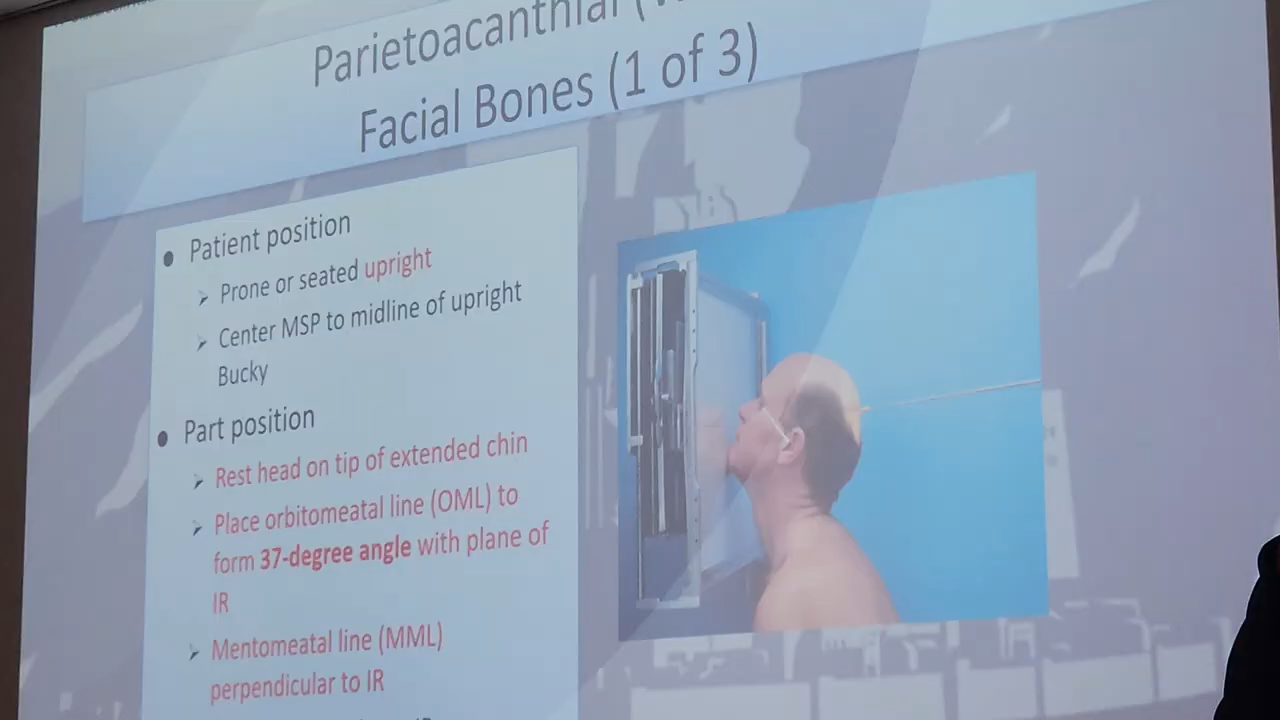 Parietoacanthial
Facial Bones (1 of 3)
● Patient position
➢ Prone or seated upright
➢ Center MSP to midline of upright
Bucky
● Part position
➢ Rest head on tip of extended chin
➢ Place orbitomeatal line (OML) to
form 37-degree angle with plane of
IR
➢ Mentomeatal line (MML)
perpendicular to IR